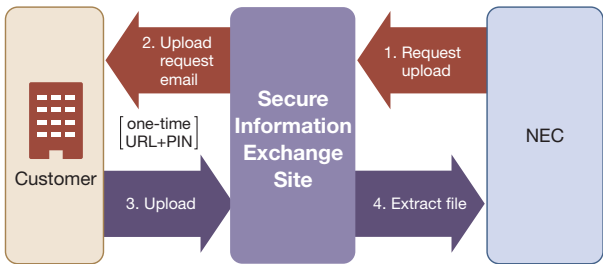 2. Upload
request
email
1. Request
upload
Secure
Information
Exchange
Site
[one-time
URL+PIN]
Customer
NEC
3. Upload
4. Extract file